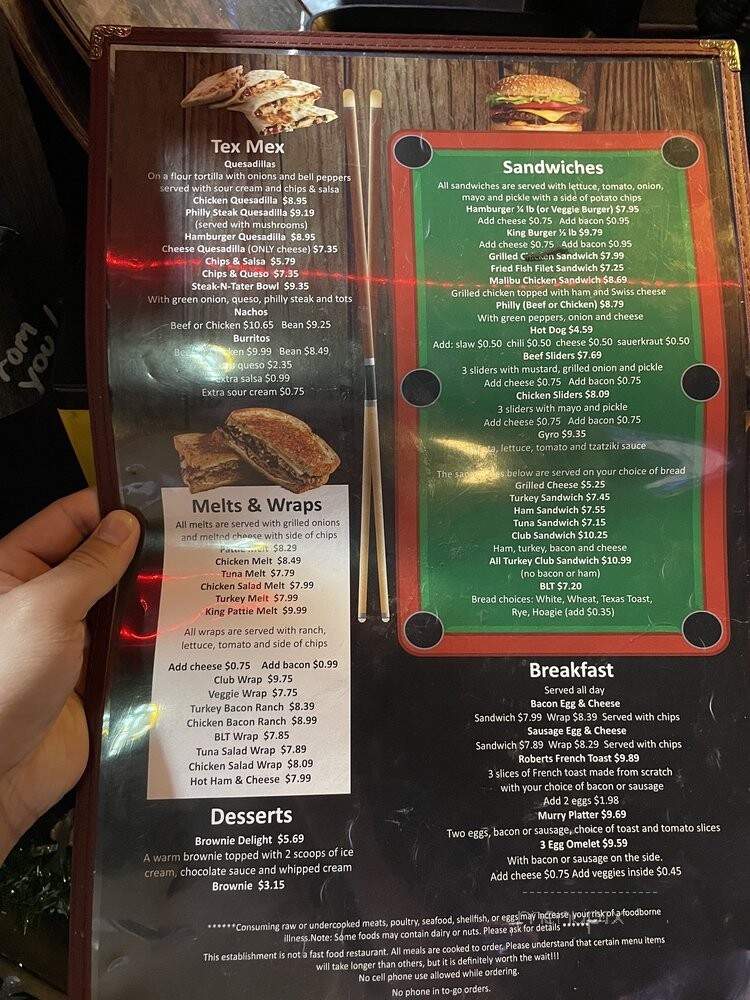 Tex Mex
Quesadillas
On a flour tortilla with onions and bell peppers
served with sour cream and chips & salsa
Chicken Quesadilla $8.95
Philly Steak Quesadilla $9.19
(served with mushrooms)
Hamburger Quesadilla $8.95
Cheese Quesadilla (ONLY cheese) $7.35
Chips & Salsa $5.79
Chips & Queso $7.35
Steak-N-Tater Bowl $9.35
With green onion, queso, philly steak and tots
Nachos
Beef or Chicken $10.65 Bean $9.25
Burritos
$9.99 Bean $8.49
queso $2.35
Extra salsa $0.99
Extra sour cream $0.75
Melts & Wraps
All melts are served with grilled onions
and melted cheese with side of chips
Pattie Melt $8.29
Chicken Melt $8.49
Tuna Melt $7.79
Chicken Salad Melt $7.99
Turkey Melt $7.99
King Pattie Melt $9.99
All wraps are served with ranch,
lettuce, tomato and side of chips
Add cheese $0.75 Add bacon $0.99
Club Wrap $9.75
Veggie Wrap $7.75
Turkey Bacon Ranch $8.39
Chicken Bacon Ranch $8.99
BLT Wrap $7.85
Tuna Salad Wrap $7.89
Chicken Salad Wrap $8.09
Hot Ham & Cheese $7.99
Desserts
Brownie Delight $5.69
A warm brownie topped with 2 scoops of ice
cream, chocolate sauce and whipped cream
Brownie $3.15
Sandwiches
All sandwiches are served with lettuce, tomato, onion,
mayo and pickle with a side of potato chips
Hamburger ¼ lb (or Veggie Burger) $7.95
Add cheese $0.75 Add bacon $0.95
King Burger ½ lb $9.79
Add cheese $0.75 Add bacon $0.95
Grilled Chicken Sandwich $7.99
Fried Fish Filet Sandwich $7.25
Malibu Chicken Sandwich $8.69
Grilled chicken topped with ham and Swiss cheese
Philly (Beef or Chicken) $8.79
With green peppers, onion and cheese
Hot Dog $4.59
Add: slaw $0.50 chili $0.50 cheese $0.50 sauerkraut $0.50
Beef Sliders $7.69
3 sliders with mustard, grilled onion and pickle
Add cheese $0.75 Add bacon $0.75
Chicken Sliders $8.09
3 sliders with mayo and pickle
Add cheese $0.75 Add bacon $0.75
Gyro $9.35
lettuce, tomato and tzatziki sauce
The sandwiches below are served on your choice of bread
Grilled Cheese $5.25
Turkey Sandwich $7.45
Ham Sandwich $7.55
Tuna Sandwich $7.15
Club Sandwich $10.25
Ham, turkey, bacon and cheese
All Turkey Club Sandwich $10.99
(no bacon or ham)
BLT $7.20
Bread choices: White, Wheat, Texas Toast,
Rye, Hoagie (add $0.35)
Breakfast
Served all day
Bacon Egg & Cheese
Sandwich $7.99 Wrap $8.39 Served with chips
Sausage Egg & Cheese
Sandwich $7.89 Wrap $8.29 Served with chips
Roberts French Toast $9.89
3 slices of French toast made from scratch
with your choice of bacon or sausage
Add 2 eggs $1.98
Murry Platter $9.69
Two eggs, bacon or sausage, choice of toast and tomato slices
3 Egg Omelet $9.59
With bacon or sausage on the side.
Add cheese $0.75 Add veggies inside $0.45
******Consuming raw or undercooked meats, poultry, seafood, shellfish, or eggs may increase your risk of a foodborne
illness.Note: Some foods may contain dairy or nuts. Please ask for details ......
This establishment is not a fast food restaurant. All meals are cooked to order. Please understand that certain menu items
will take longer than others, but it is definitely worth the wait!!!
No cell phone use allowed while ordering.
No phone in to-go orders.
you!